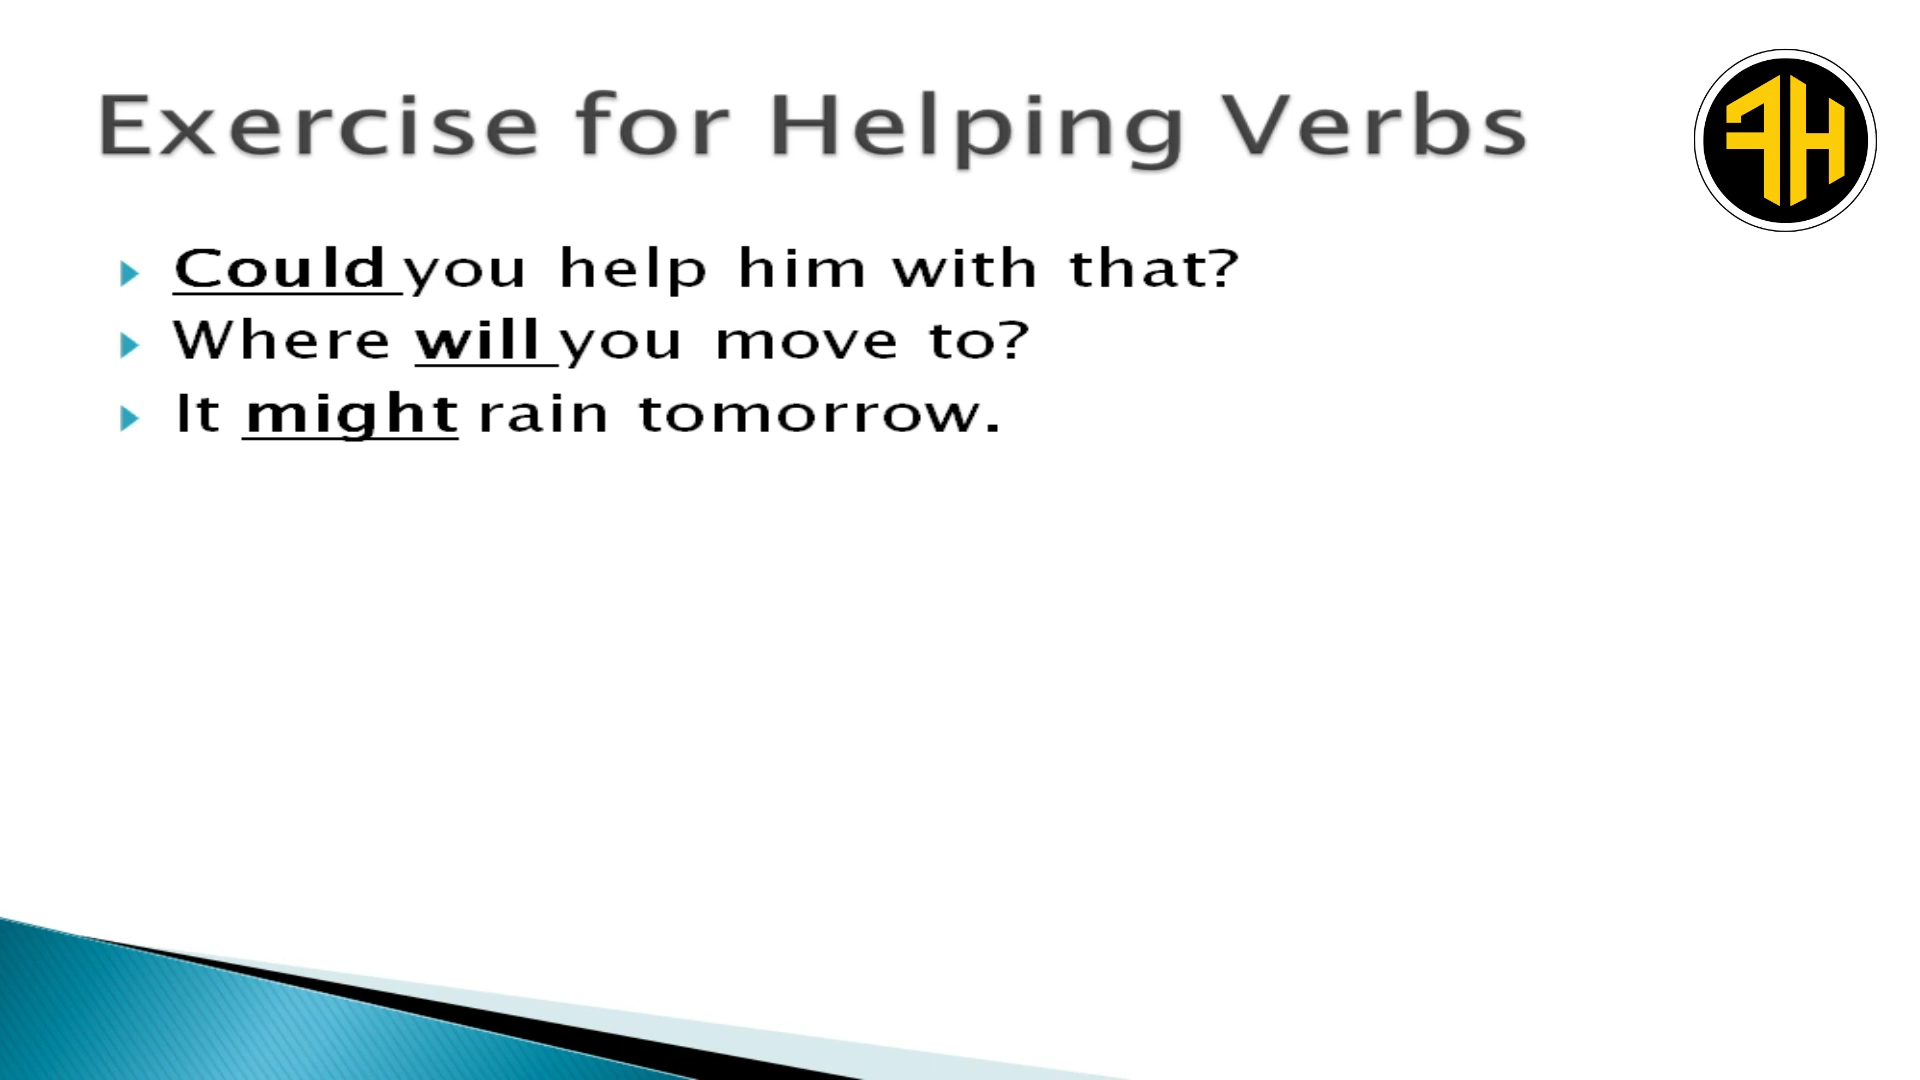 Exercise for Helping Verbs
Could you help him with that?
Where will you move to?
It might rain tomorrow.